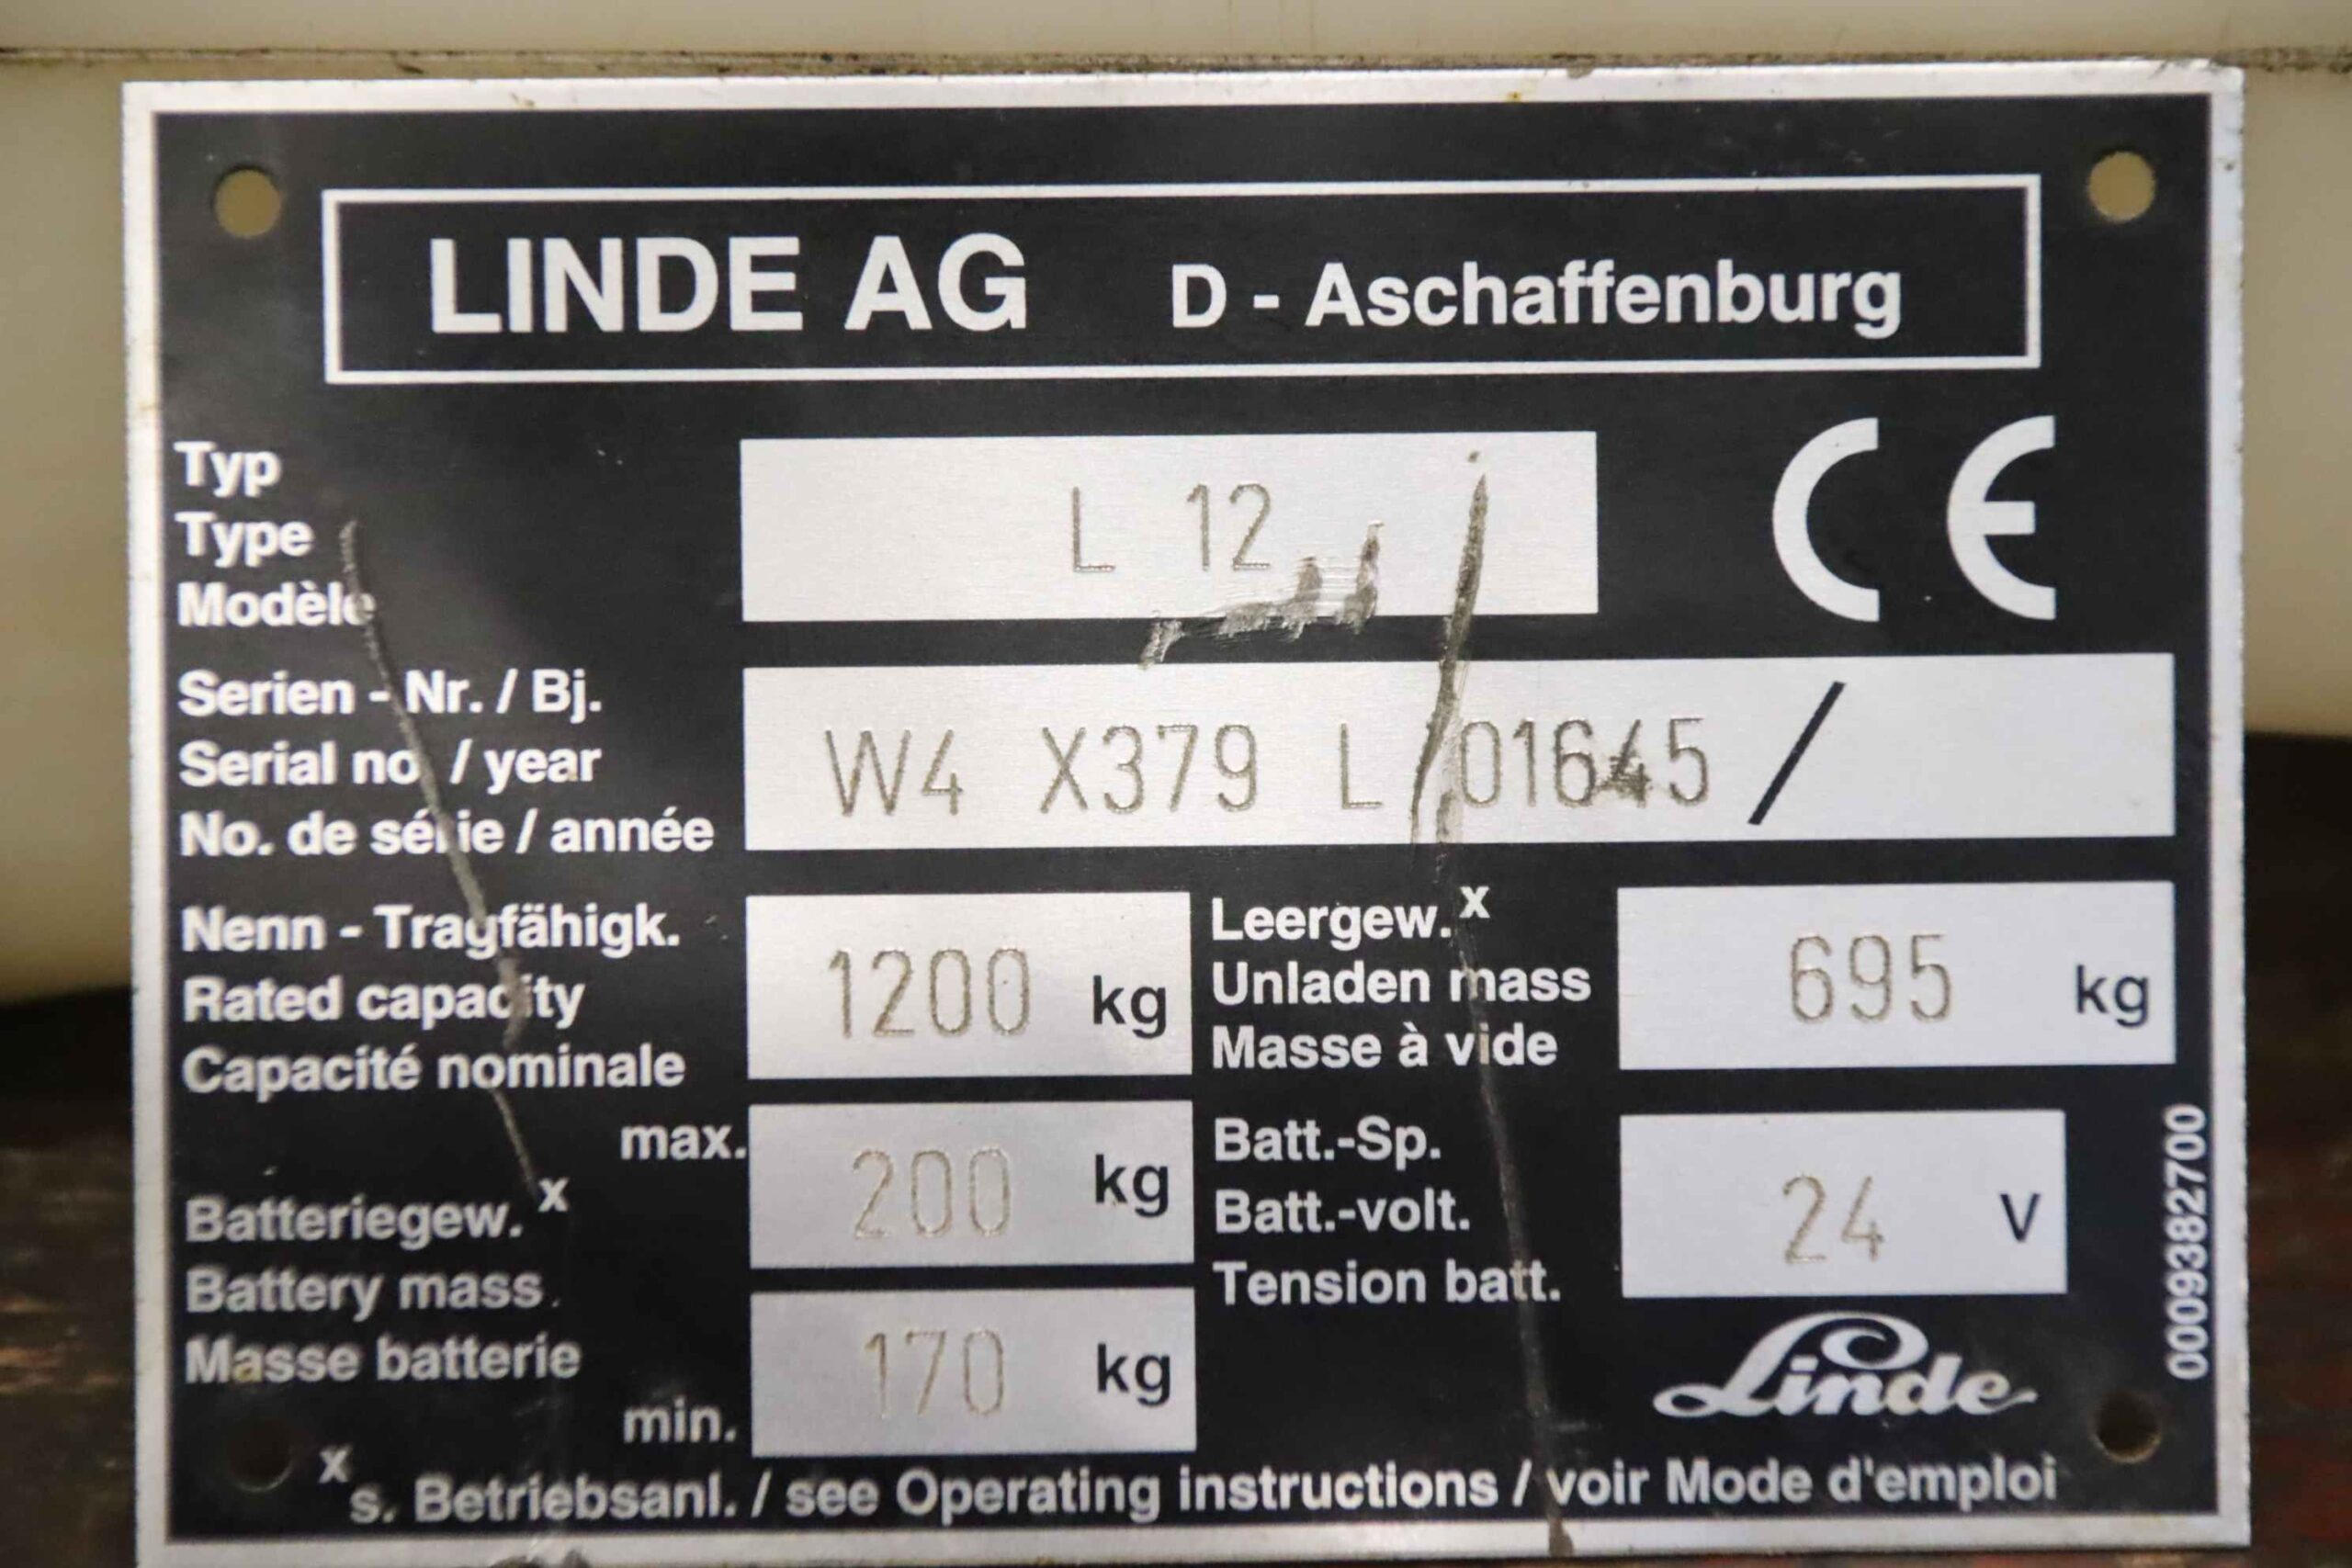 LINDE AG D - Aschaffenburg
Typ
Type
Modèle
L 12
CE
Serien - Nr. / Bj.
Serial no. / year
No. de série / année
W4 X379 L 01645 /
Nenn - Tragfähigk.
Rated capacity
Capacité nominale
1200 kg
Leergew. x
Unladen mass
Masse à vide
695 kg
max.
Batteriegew. x
Battery mass
Masse batterie
min.
200 kg
170 kg
Batt.-Sp.
Batt.-volt.
Tension batt.
24 V
Linde
0009382700
x s. Betriebsanl. / see Operating instructions / voir Mode d'emploi